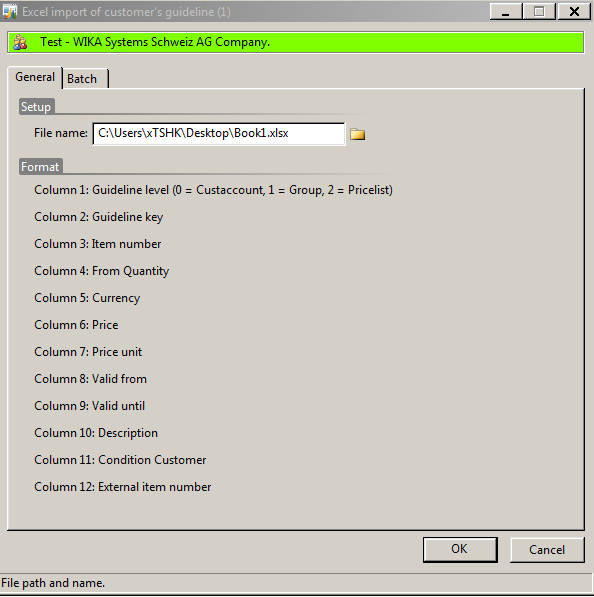 Excel import of customer's guideline (1)
Test - WIKA Systems Schweiz AG Company.
General Batch
Setup
File name: C:\Users\xTSHK\Desktop\Book1.xlsx
Format
Column 1: Guideline level (0 = Custaccount, 1 = Group, 2 = Pricelist)
Column 2: Guideline key
Column 3: Item number
Column 4: From Quantity
Column 5: Currency
Column 6: Price
Column 7: Price unit
Column 8: Valid from
Column 9: Valid until
Column 10: Description
Column 11: Condition Customer
Column 12: External item number
OK Cancel
File path and name.